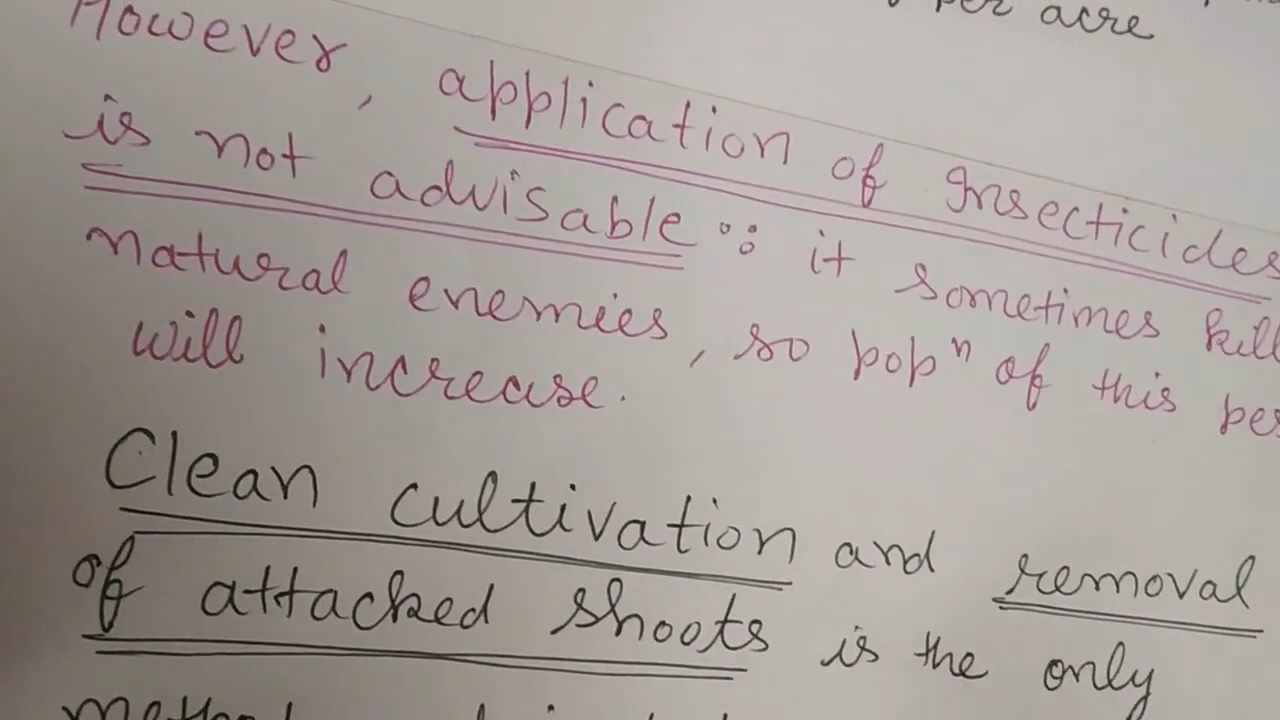 per acre
However, application of Insecticides
is not advisable ∵ it sometimes kill
natural enemies, so popⁿ of this pes
will increase.
Clean cultivation and removal
of attacked shoots is the only